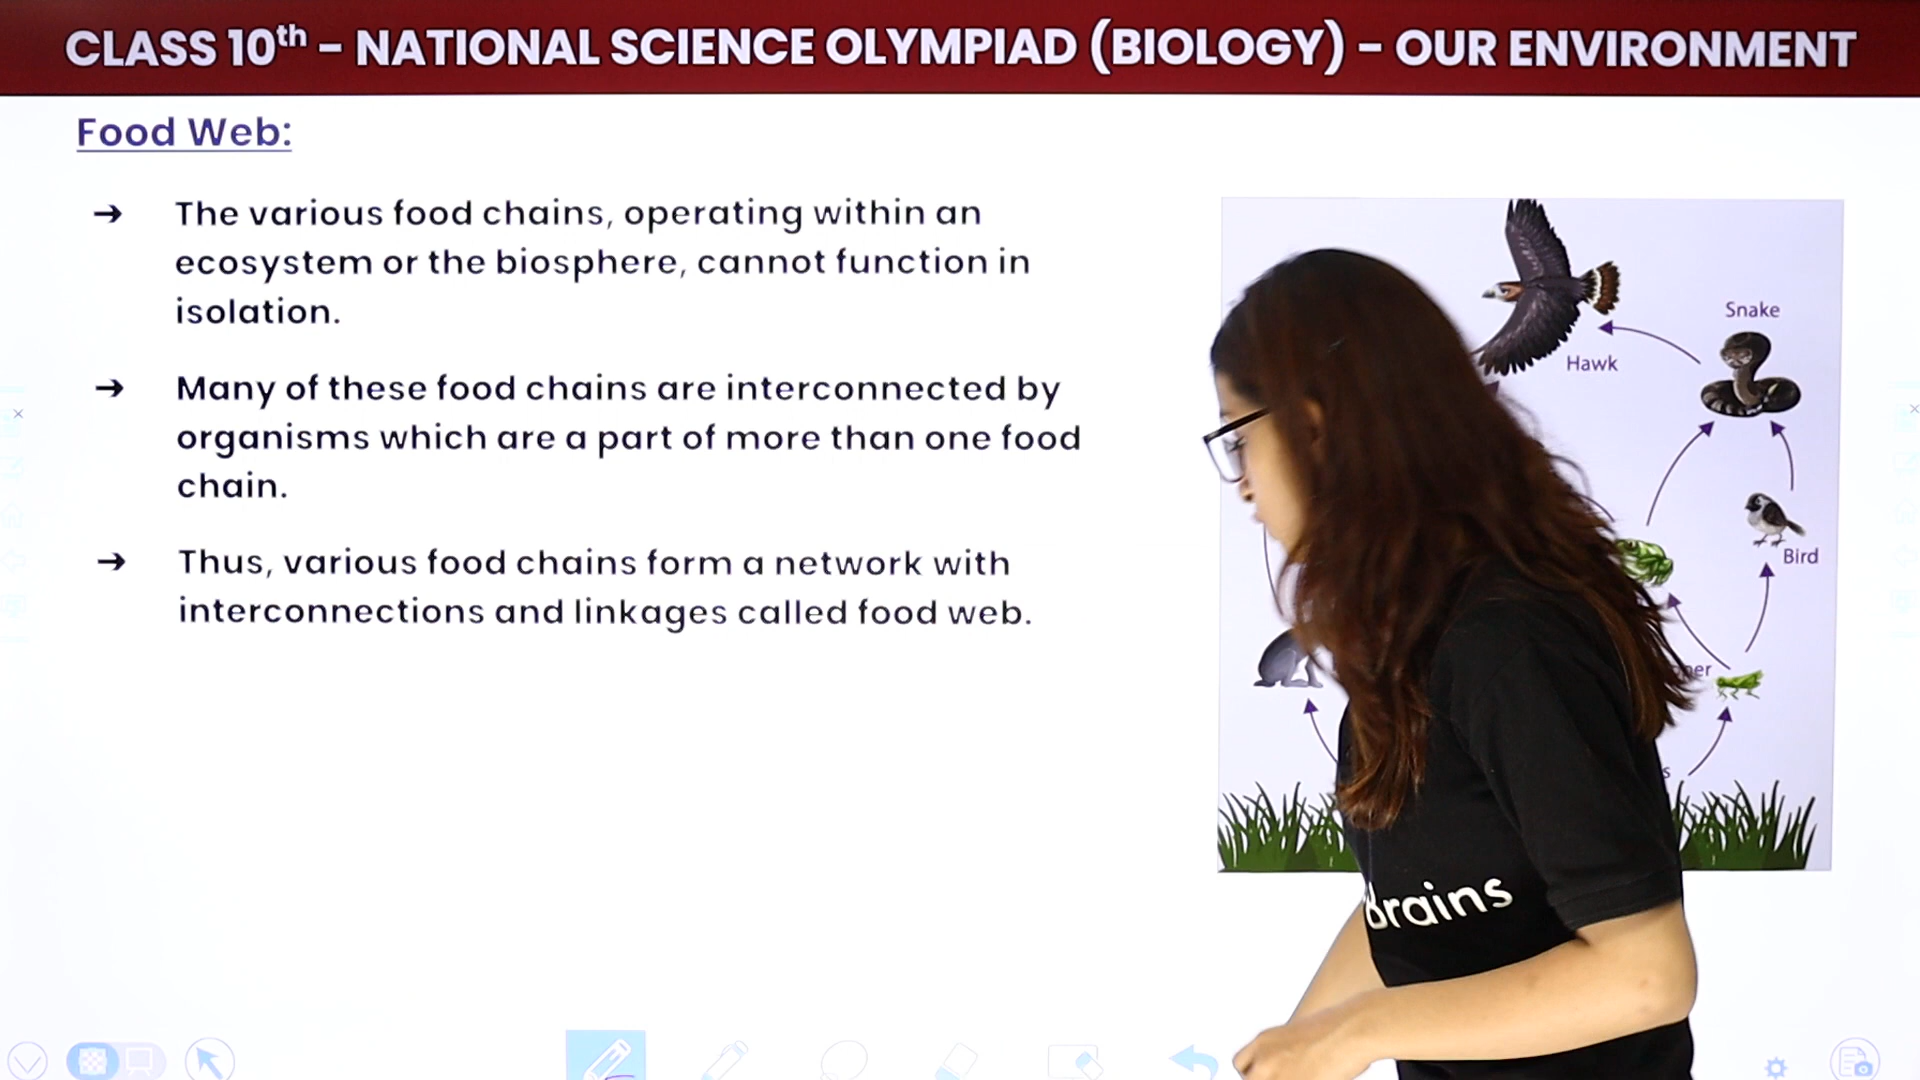 CLASS 10th – NATIONAL SCIENCE OLYMPIAD (BIOLOGY) – OUR ENVIRONMENT
Food Web:
➔ The various food chains, operating within an
ecosystem or the biosphere, cannot function in
isolation.
➔ Many of these food chains are interconnected by
organisms which are a part of more than one food
chain.
➔ Thus, various food chains form a network with
interconnections and linkages called food web.
Snake
Hawk
Bird
Brains